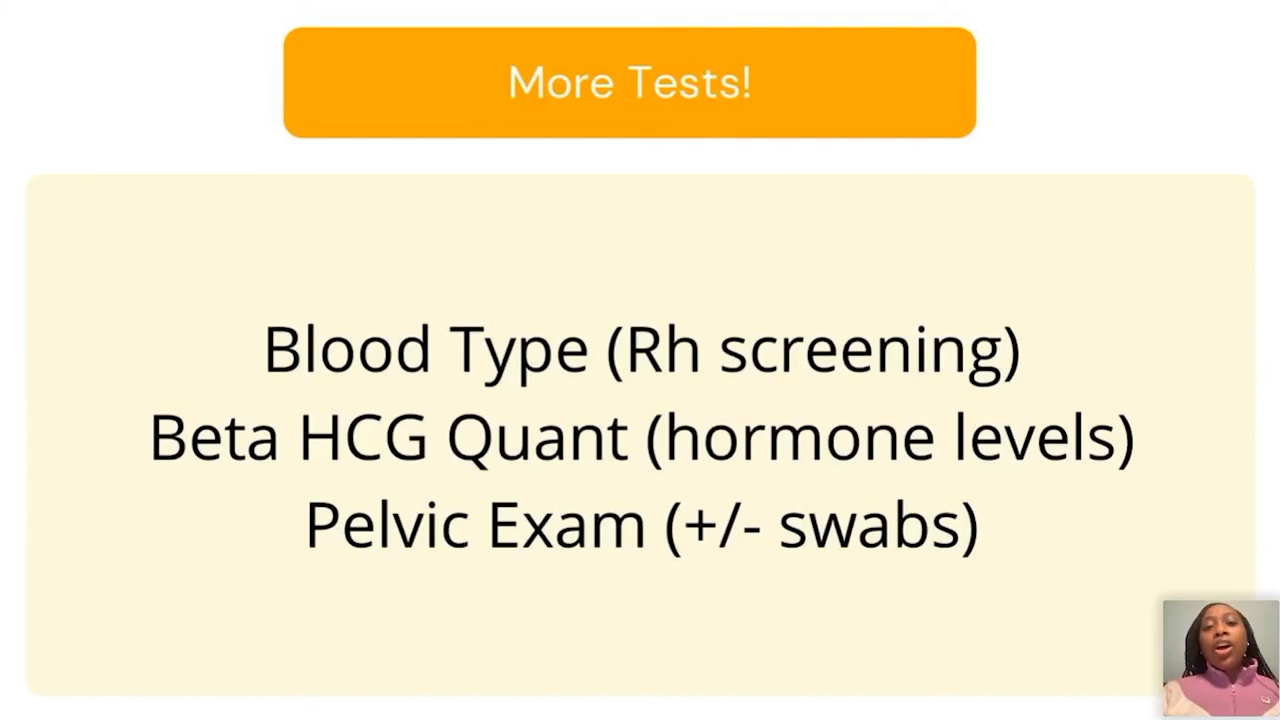 More Tests!
Blood Type (Rh screening)
Beta HCG Quant (hormone levels)
Pelvic Exam (+/- swabs)